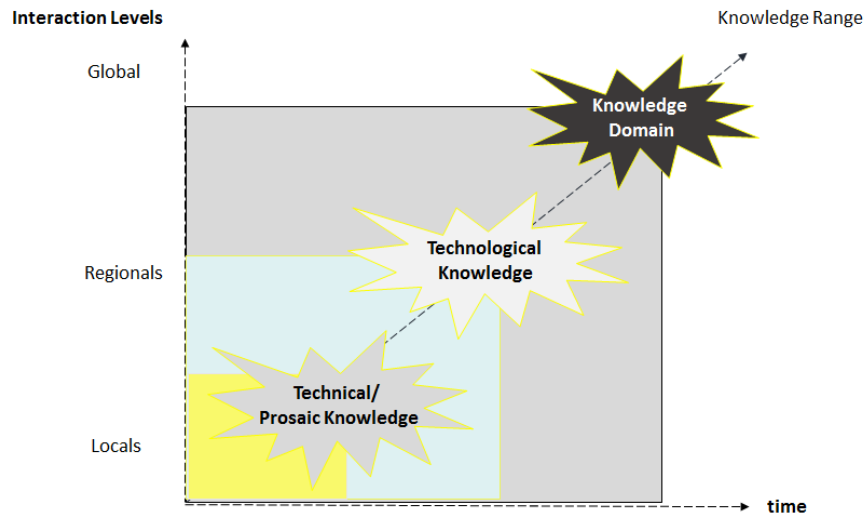 Interaction Levels
Knowledge Range
Global
Knowledge
Domain
Technological
Knowledge
Regionals
Technical/
Prosaic Knowledge
Locals
time